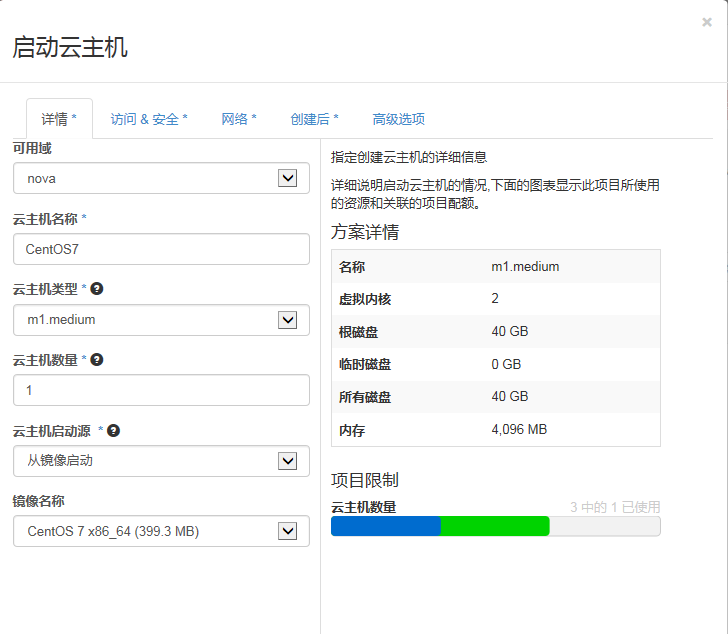 ×
启动云主机
详情 *
访问 & 安全 *
网络 *
创建后 *
高级选项
可用域
nova
云主机名称 *
CentOS7
云主机类型 * ?
m1.medium
云主机数量 * ?
1
云主机启动源 * ?
从镜像启动
镜像名称
CentOS 7 x86_64 (399.3 MB)
指定创建云主机的详细信息
详细说明启动云主机的情况,下面的图表显示此项目所使用
的资源和关联的项目配额。
方案详情
名称 m1.medium
虚拟内核 2
根磁盘 40 GB
临时磁盘 0 GB
所有磁盘 40 GB
内存 4,096 MB
项目限制
云主机数量 3 中的 1 已使用